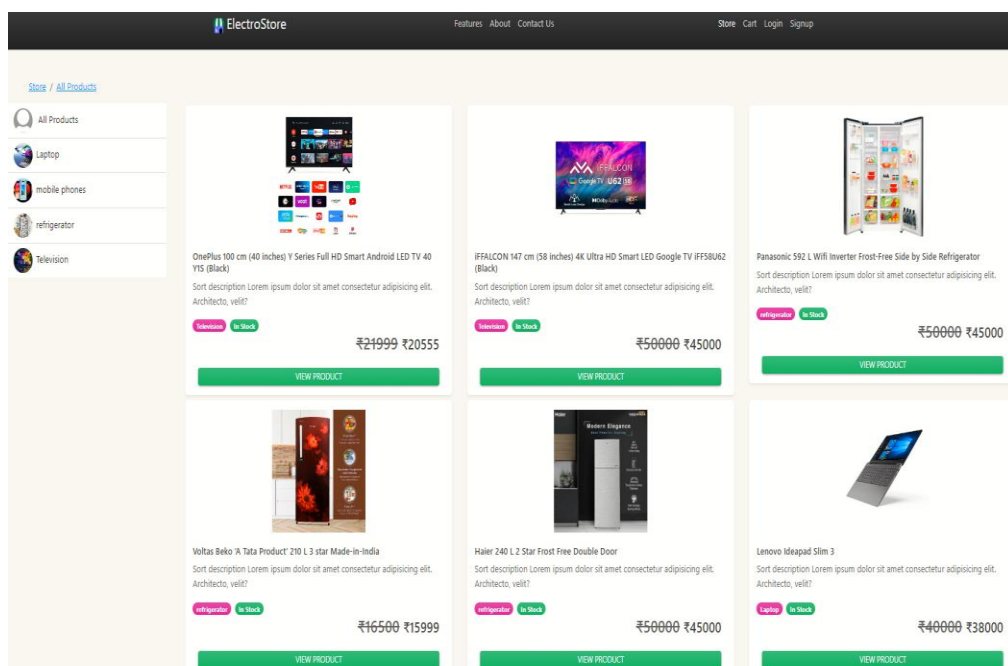 ElectroStore
Features About Contact Us
Store Cart Login Signup
Store / All Products
All Products
Laptop
mobile phones
refrigerator
Television
IFFALCON
Google TV U62
OnePlus 100 cm (40 inches) Y Series Full HD Smart Android LED TV 40
Y1S (Black)
Sort description Lorem ipsum dolor sit amet consectetur adipisicing elit.
Architecto, velit?
Television In Stock
₹21999 ₹20555
VIEW PRODUCT
iFFALCON 147 cm (58 inches) 4K Ultra HD Smart LED Google TV iFF58U62
(Black)
Sort description Lorem ipsum dolor sit amet consectetur adipisicing elit.
Architecto, velit?
Television In Stock
₹50000 ₹45000
VIEW PRODUCT
Panasonic 592 L Wifi Inverter Frost-Free Side by Side Refrigerator
Sort description Lorem ipsum dolor sit amet consectetur adipisicing elit.
Architecto, velit?
refrigerator In Stock
₹50000 ₹45000
VIEW PRODUCT
Voltas Beko 'A Tata Product' 210 L 3 star Made-in-India
Sort description Lorem ipsum dolor sit amet consectetur adipisicing elit.
Architecto, velit?
refrigerator In Stock
₹16500 ₹15999
VIEW PRODUCT
Haier
Modern Elegance
Haier 240 L 2 Star Frost Free Double Door
Sort description Lorem ipsum dolor sit amet consectetur adipisicing elit.
Architecto, velit?
refrigerator In Stock
₹50000 ₹45000
VIEW PRODUCT
Lenovo Ideapad Slim 3
Sort description Lorem ipsum dolor sit amet consectetur adipisicing elit.
Architecto, velit?
Laptop In Stock
₹40000 ₹38000
VIEW PRODUCT